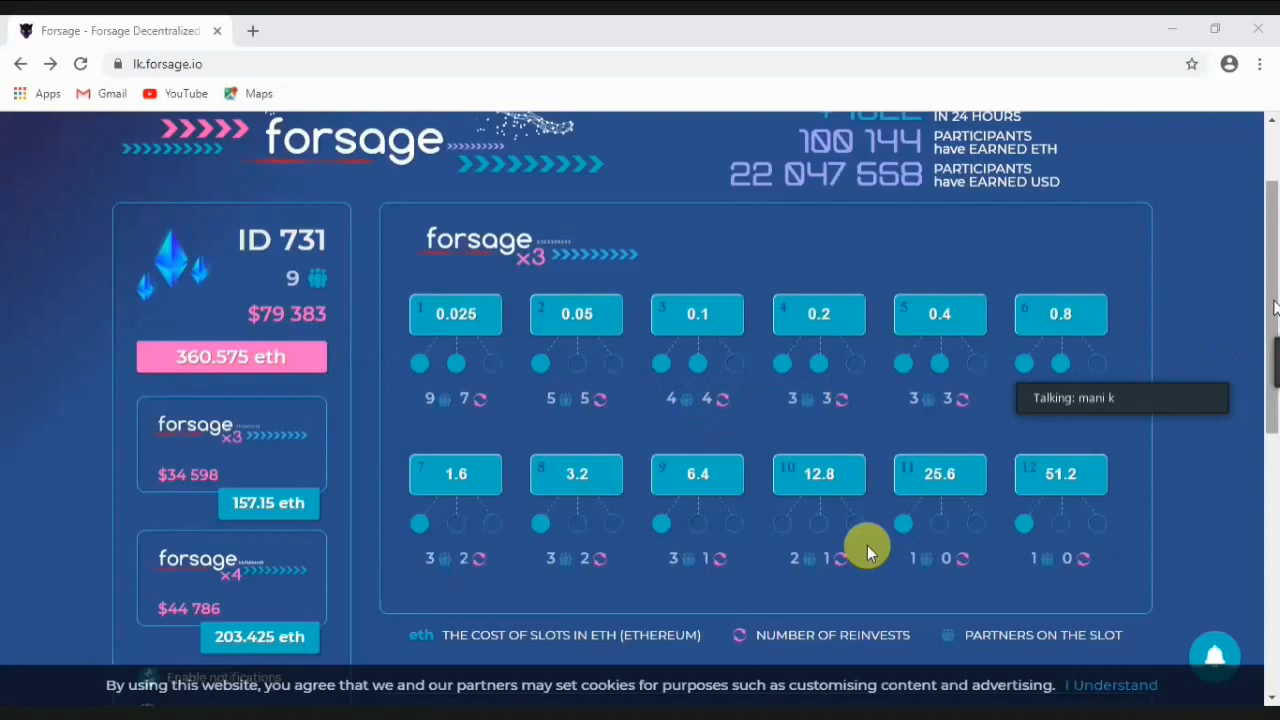 Forsage - Forsage Decentralized
lk.forsage.io
Apps Gmail YouTube Maps
IN 24 HOURS
forsage
100 144 PARTICIPANTS have EARNED ETH
22 047 558 PARTICIPANTS have EARNED USD
ID 731
9
$79 383
360.575 eth
forsage x3
$34 598
157.15 eth
forsage x4
$44 786
203.425 eth
Enable notifications
forsage x3
1 0.025 2 0.05 3 0.1 4 0.2 5 0.4 6 0.8
9 7 5 5 4 4 3 3 3 3
Talking: mani k
7 1.6 8 3.2 9 6.4 10 12.8 11 25.6 12 51.2
3 2 3 2 3 1 2 1 1 0 1 0
eth THE COST OF SLOTS IN ETH (ETHEREUM) NUMBER OF REINVESTS PARTNERS ON THE SLOT
By using this website, you agree that we and our partners may set cookies for purposes such as customising content and advertising. I Understand